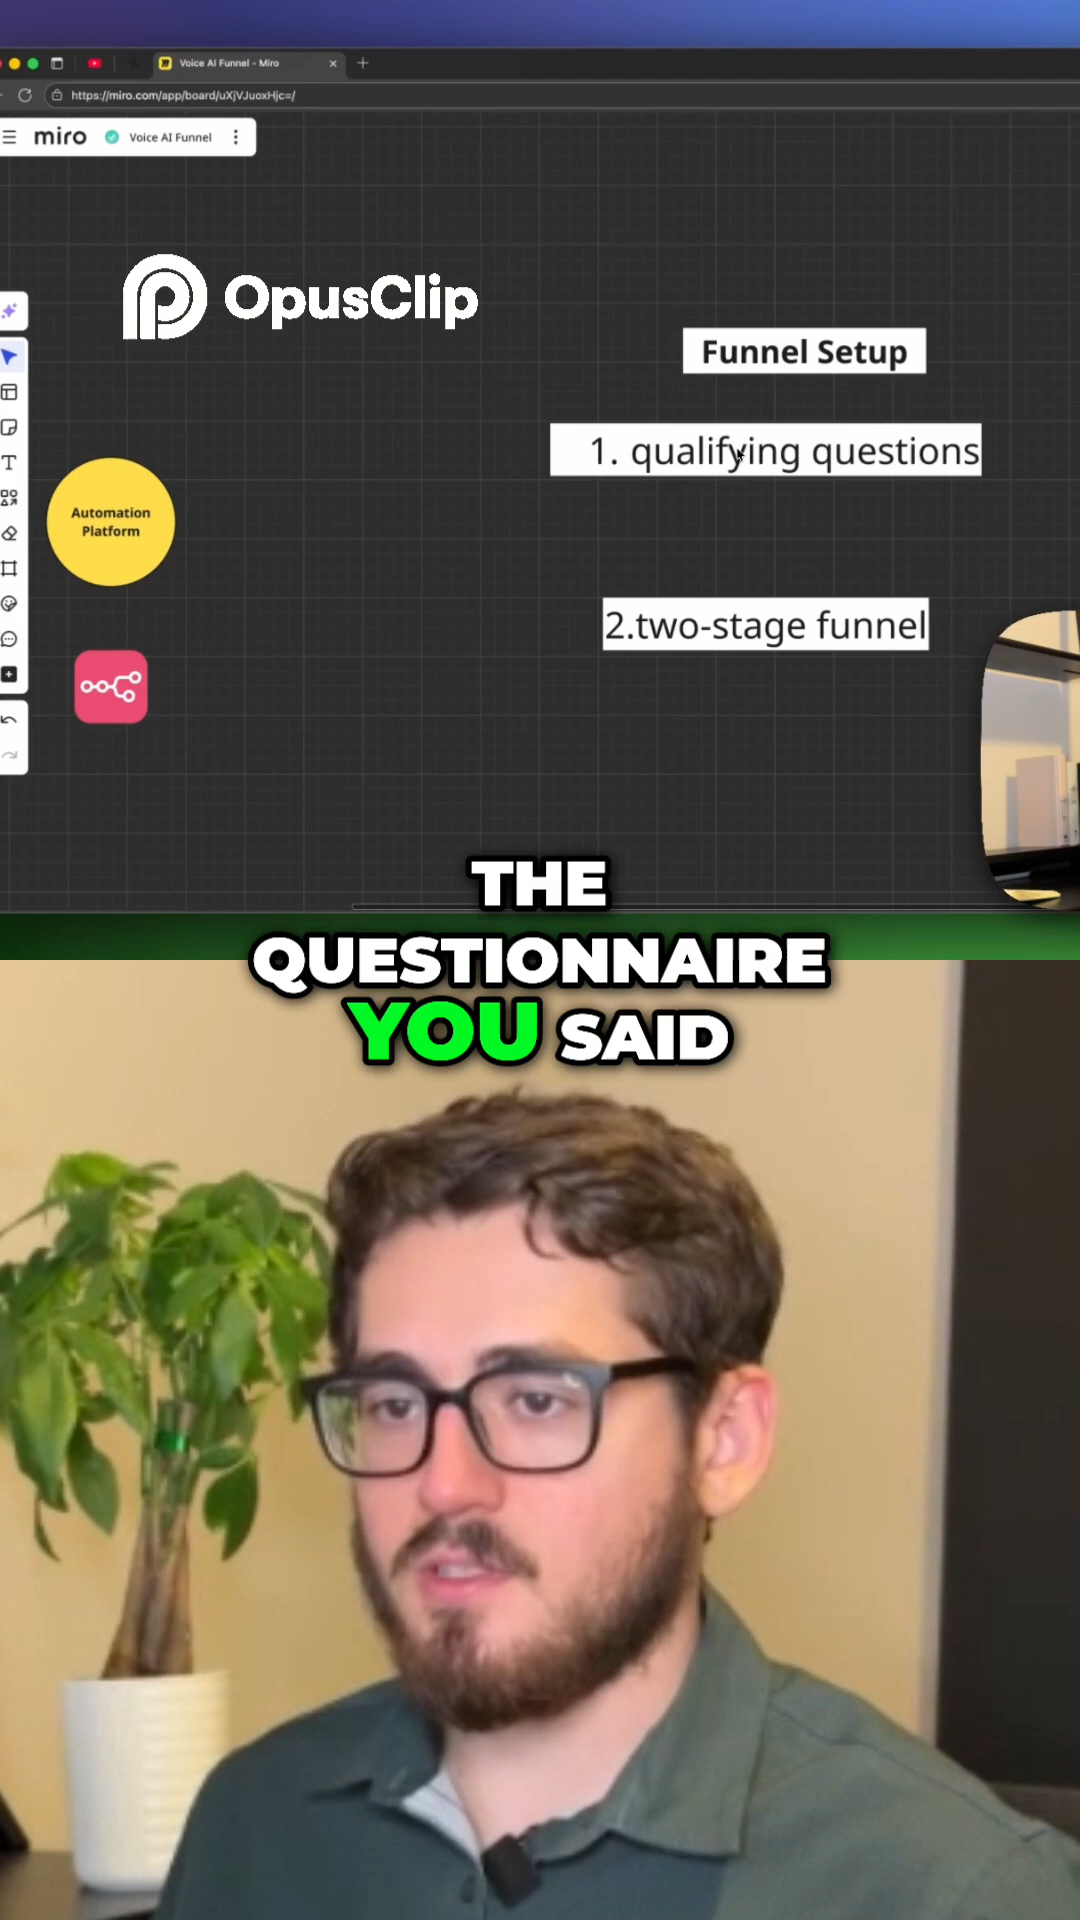 Voice AI Funnel - Miro
https://miro.com/app/board/uXjVJuoxHjc=/
miro Voice AI Funnel
OpusClip
Funnel Setup
1. qualifying questions
Automation
Platform
2.two-stage funnel
THE
QUESTIONNAIRE
YOU SAID